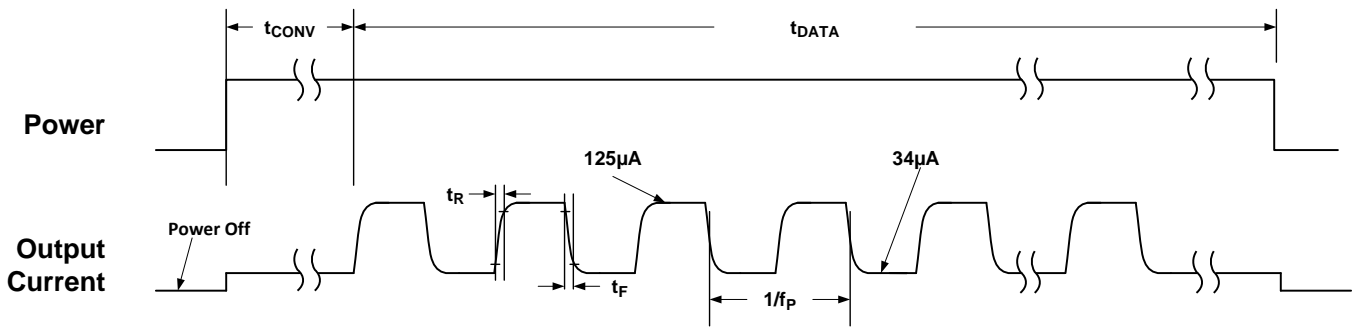 tCONV
tDATA
Power
125µA
34µA
tR
Power Off
Output
Current
tF
1/fP